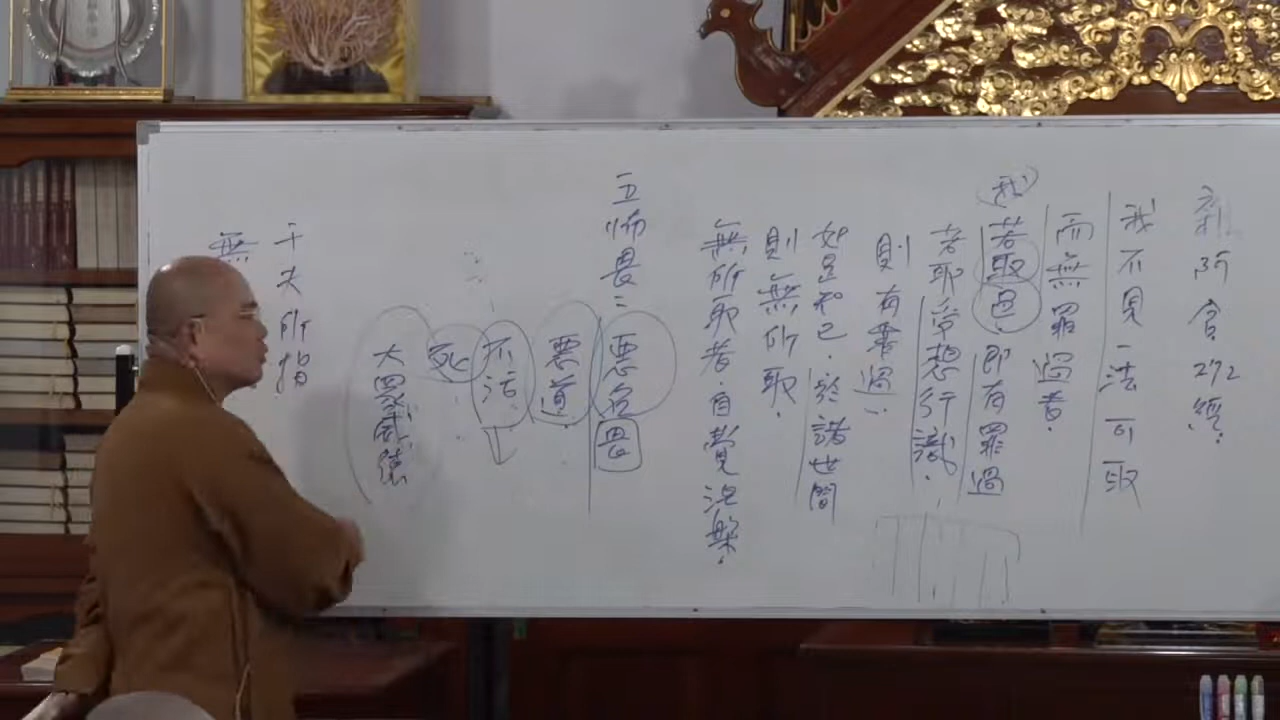 雜阿含272經.
我不見一法可取
而無罪過者.
我若取色.即有罪過
若取受想行識.
則有罪過..
如是知已.於諸世間
則無所取.
無所取者.自覺涅槃.
五怖畏:
惡名畏
惡道
不活
死
大眾威德
千夫所指
無